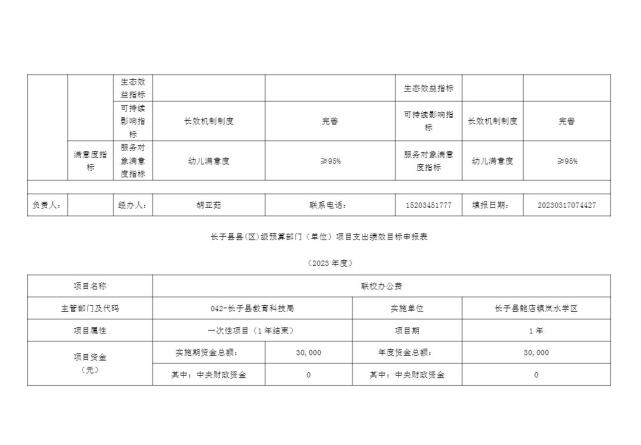 生态效益指标 生态效益指标
可持续影响指标 长效机制制度 完善 可持续影响指标 长效机制制度 完善
满意度指标 服务对象满意度指标 幼儿满意度 ≥95% 服务对象满意度指标 幼儿满意度 ≥95%
负责人： 经办人： 胡亚茹 联系电话： 15203451777 填报日期： 20230317074427
长子县县(区)级预算部门（单位）项目支出绩效目标申报表
（2023 年度）
项目名称 联校办公费
主管部门及代码 042-长子县教育科技局 实施单位 长子县鲍店镇岚水学区
项目属性 一次性项目（1年结束） 项目期 1年
项目资金（元） 实施期资金总额： 30,000 年度资金总额： 30,000
其中：中央财政资金 0 其中：中央财政资金 0